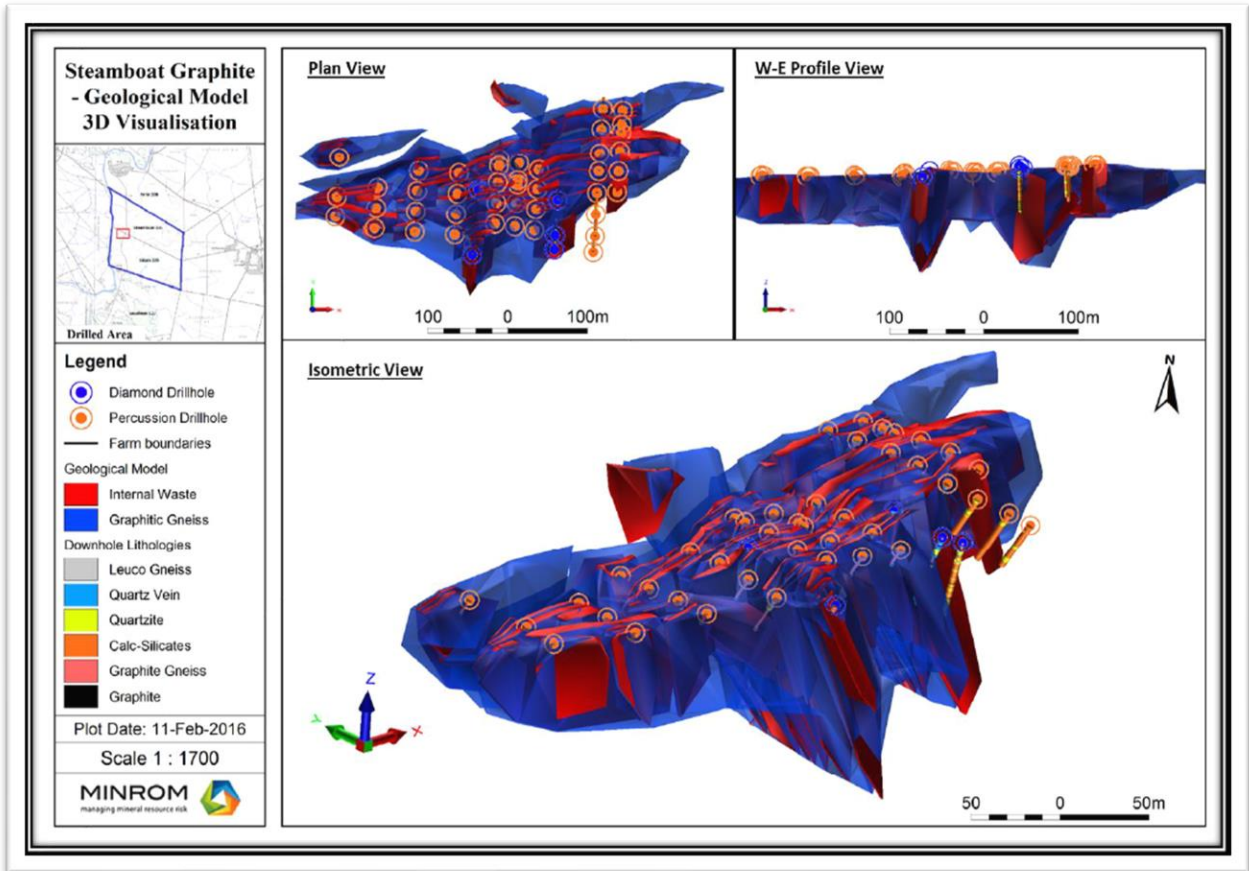 Steamboat Graphite
- Geological Model
3D Visualisation
Drilled Area
Legend
Diamond Drillhole
Percussion Drillhole
Farm boundaries
Geological Model
Internal Waste
Graphitic Gneiss
Downhole Lithologies
Leuco Gneiss
Quartz Vein
Quartzite
Calc-Silicates
Graphite Gneiss
Graphite
Plot Date: 11-Feb-2016
Scale 1 : 1700
MINROM
managing mineral resource risk
Plan View
100 0 100m
W-E Profile View
Z
100 0 100m
Isometric View
N
Z
Y
X
50 0 50m